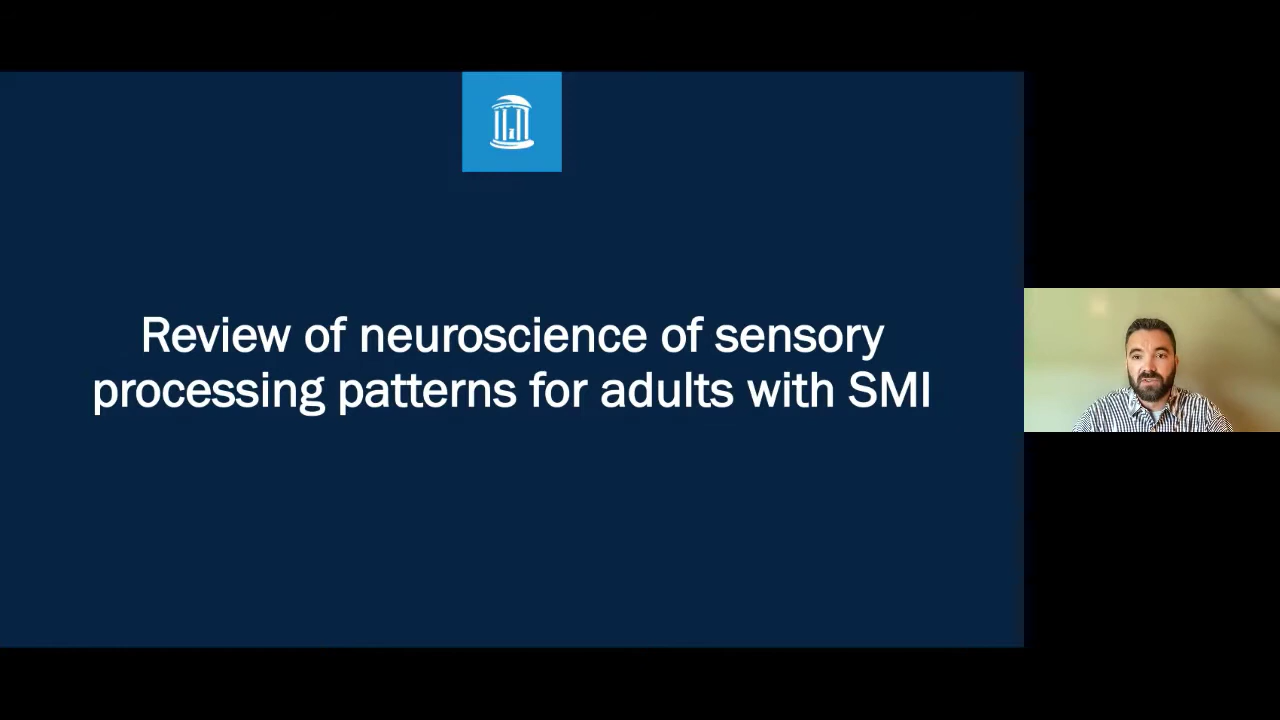 Review of neuroscience of sensory
processing patterns for adults with SMI